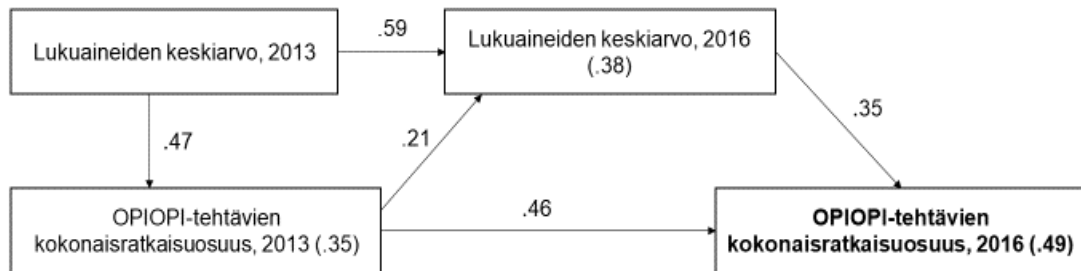 Lukuaineiden keskiarvo, 2013
.59
Lukuaineiden keskiarvo, 2016
(.38)
.47
.21
.35
OPIOPI-tehtävien
kokonaisratkaisuosuus, 2013 (.35)
.46
OPIOPI-tehtävien
kokonaisratkaisuosuus, 2016 (.49)